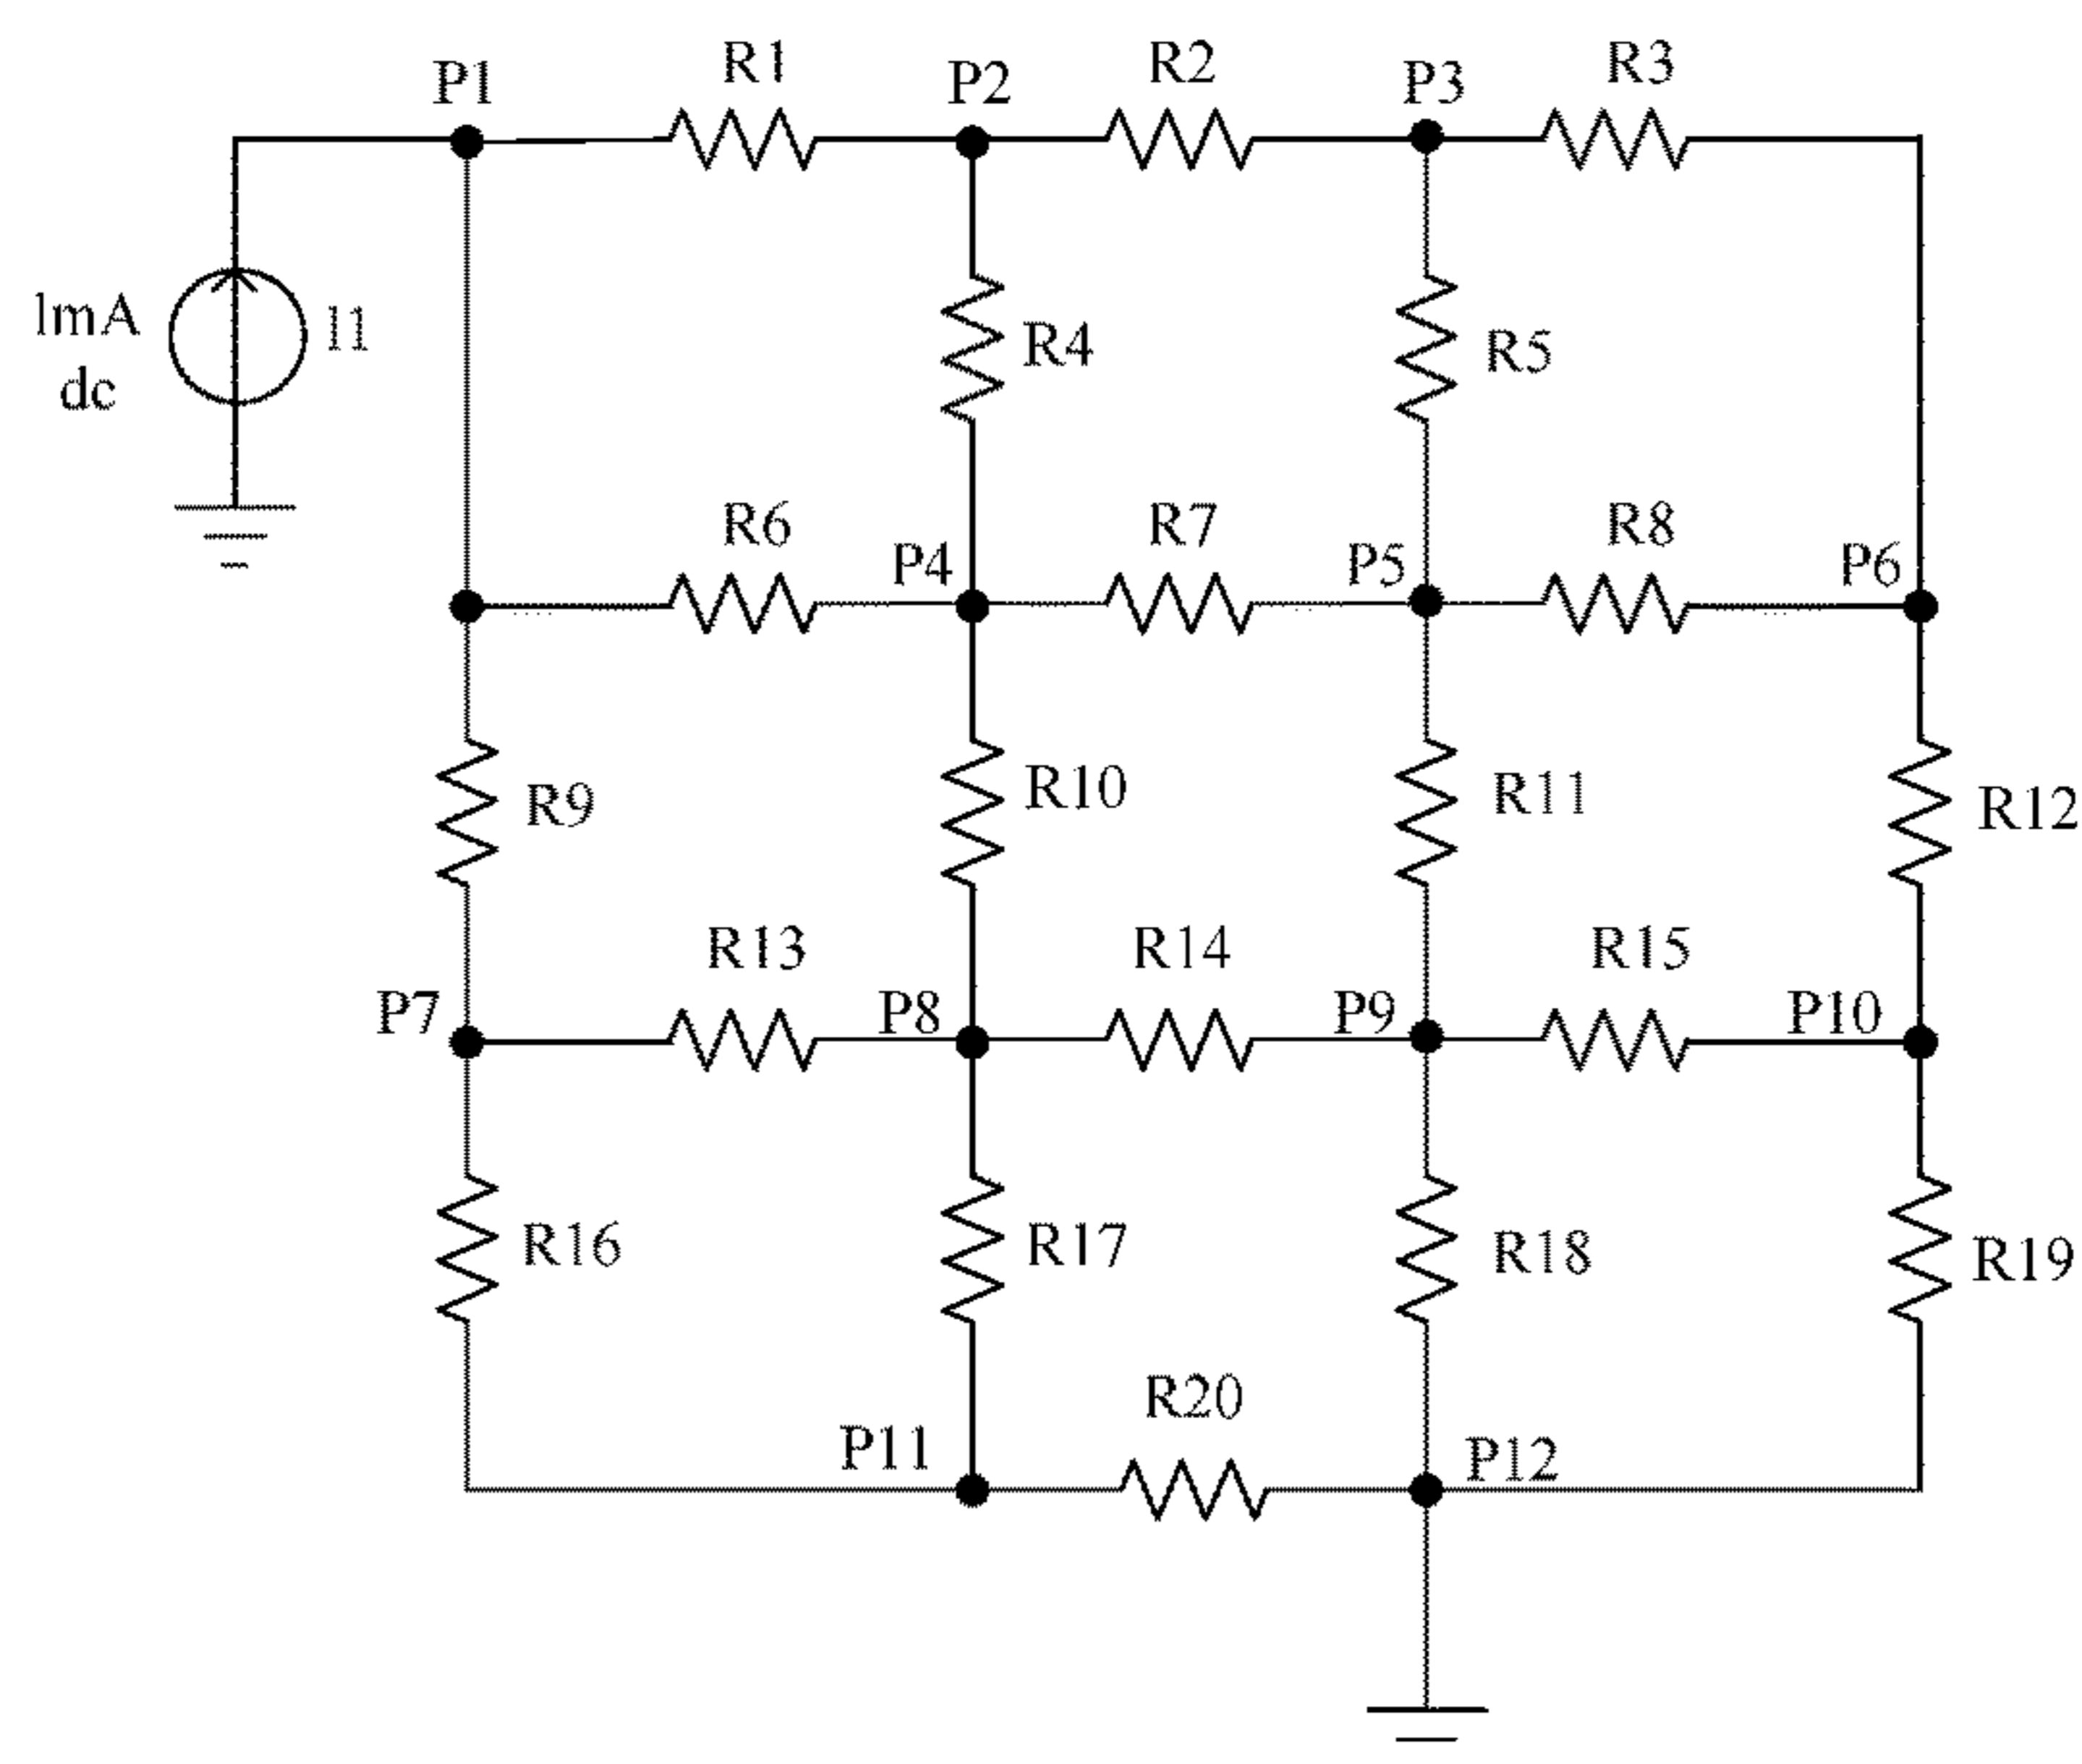 R1 R2 R3
P1 P2 P3
1mA I1
dc
R4 R5
R6 R7 R8
P4 P5 P6
R9 R10 R11 R12
R13 R14 R15
P7 P8 P9 P10
R16 R17 R18 R19
R20
P11 P12